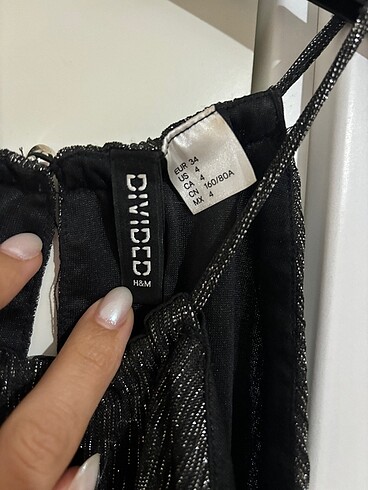 DIVIDED
H&M
EUR 34
US 4
CA 4
CN 160/80A
MX 4